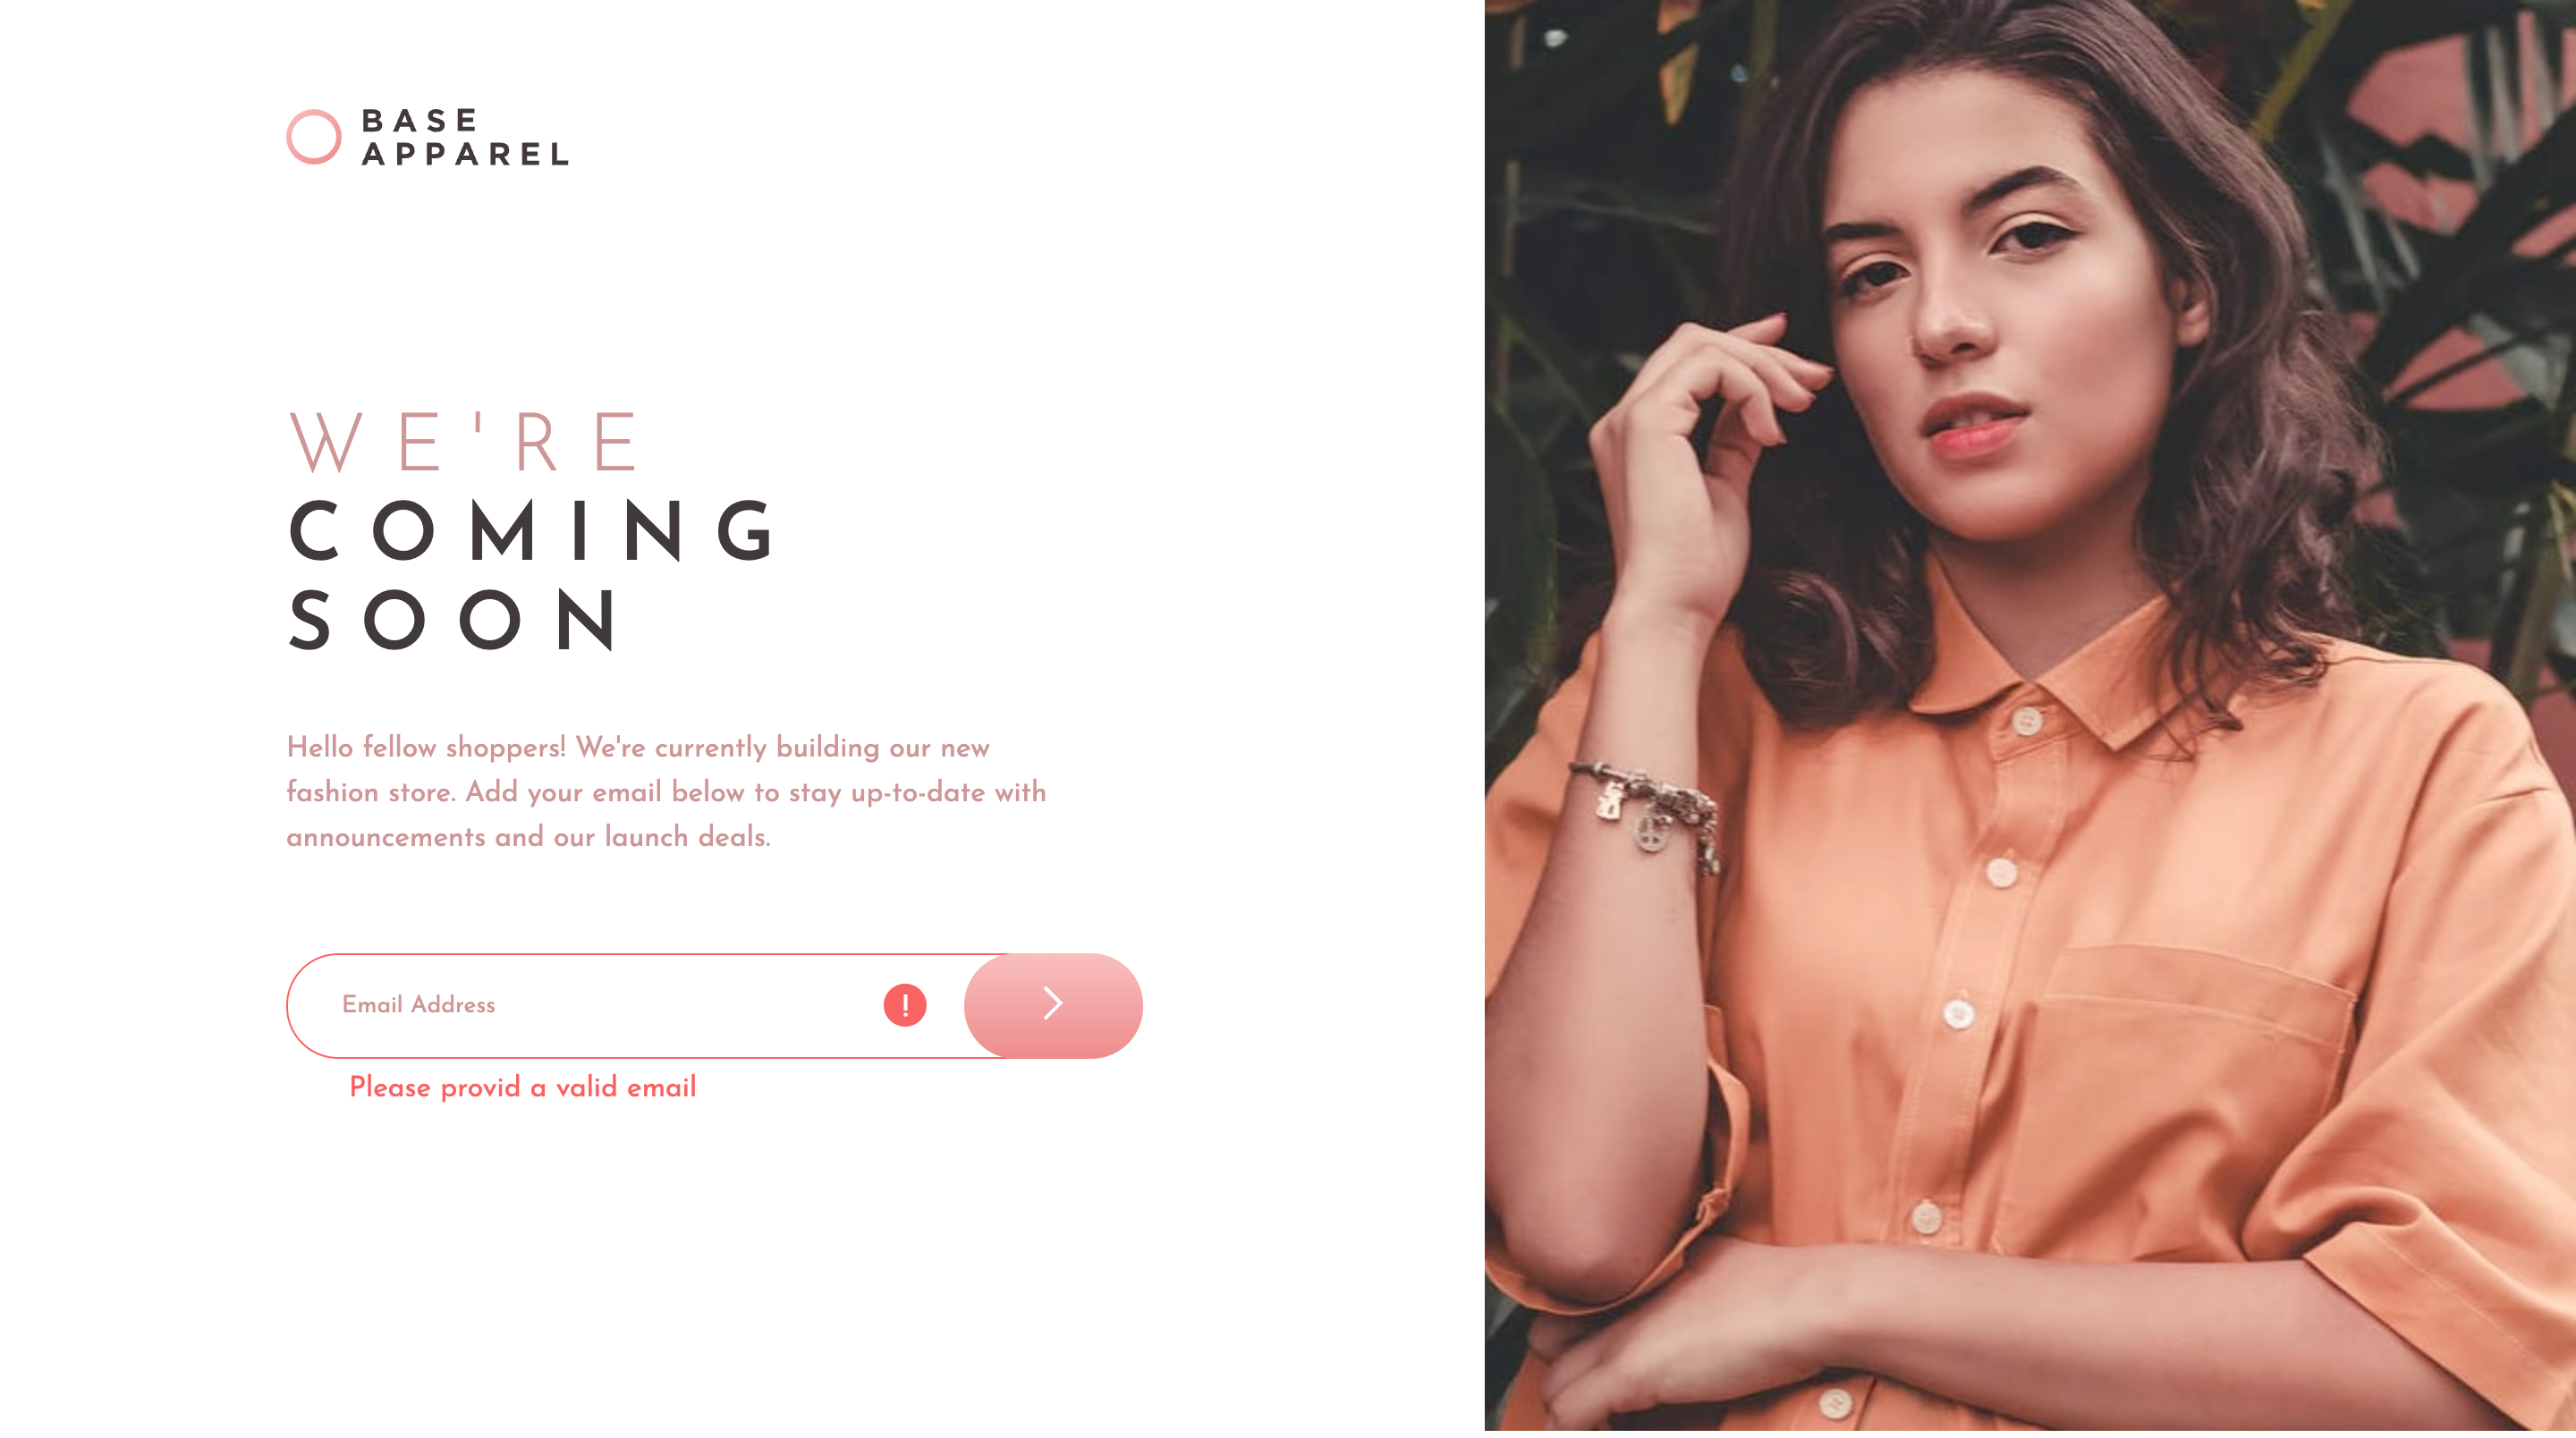 BASE
APPAREL
WE'RE
COMING
SOON
Hello fellow shoppers! We're currently building our new
fashion store. Add your email below to stay up-to-date with
announcements and our launch deals.
Email Address
!
Please provid a valid email